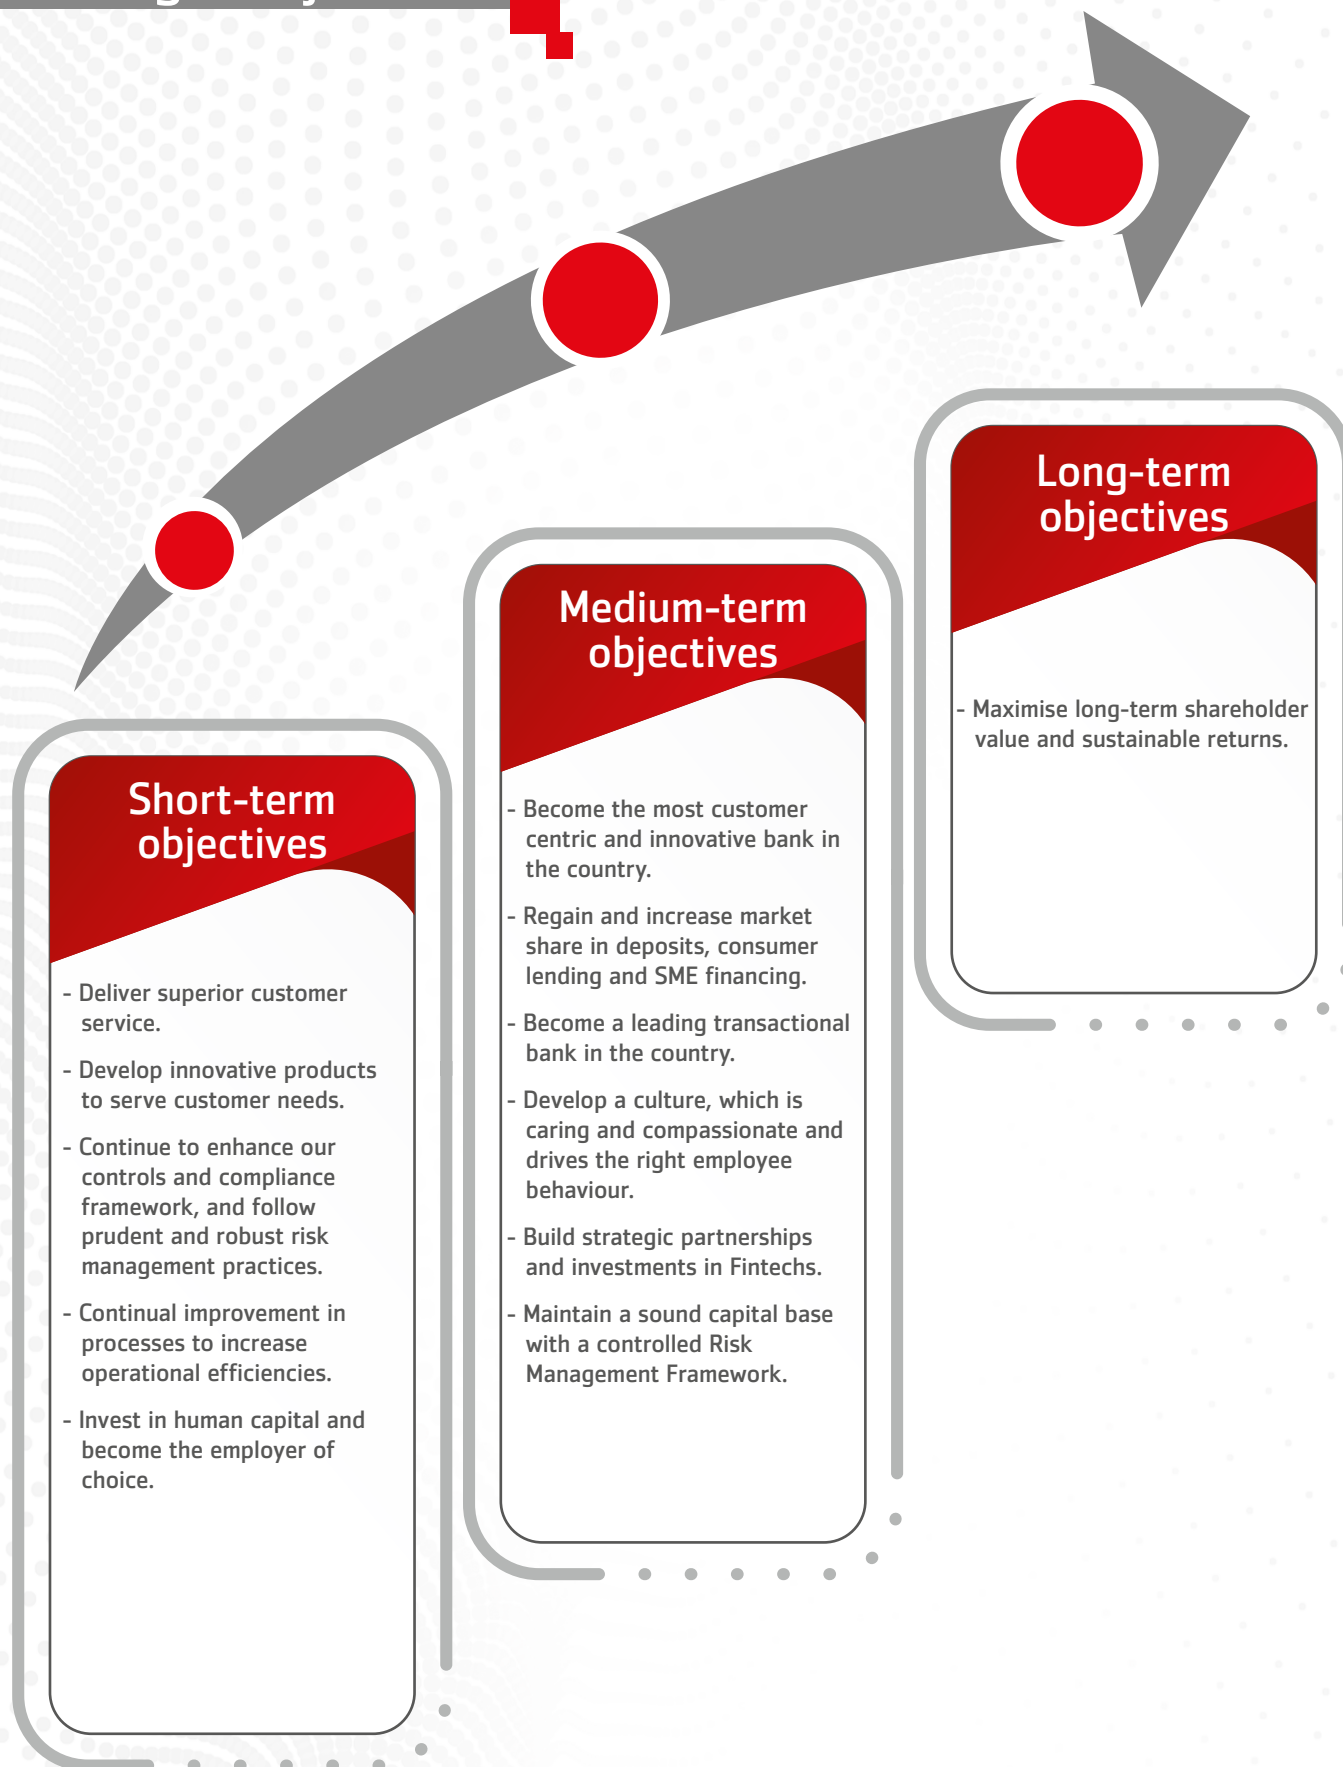 Short-term
objectives
- Deliver superior customer
service.
- Develop innovative products
to serve customer needs.
- Continue to enhance our
controls and compliance
framework, and follow
prudent and robust risk
management practices.
- Continual improvement in
processes to increase
operational efficiencies.
- Invest in human capital and
become the employer of
choice.
Medium-term
objectives
- Become the most customer
centric and innovative bank in
the country.
- Regain and increase market
share in deposits, consumer
lending and SME financing.
- Become a leading transactional
bank in the country.
- Develop a culture, which is
caring and compassionate and
drives the right employee
behaviour.
- Build strategic partnerships
and investments in Fintechs.
- Maintain a sound capital base
with a controlled Risk
Management Framework.
Long-term
objectives
- Maximise long-term shareholder
value and sustainable returns.